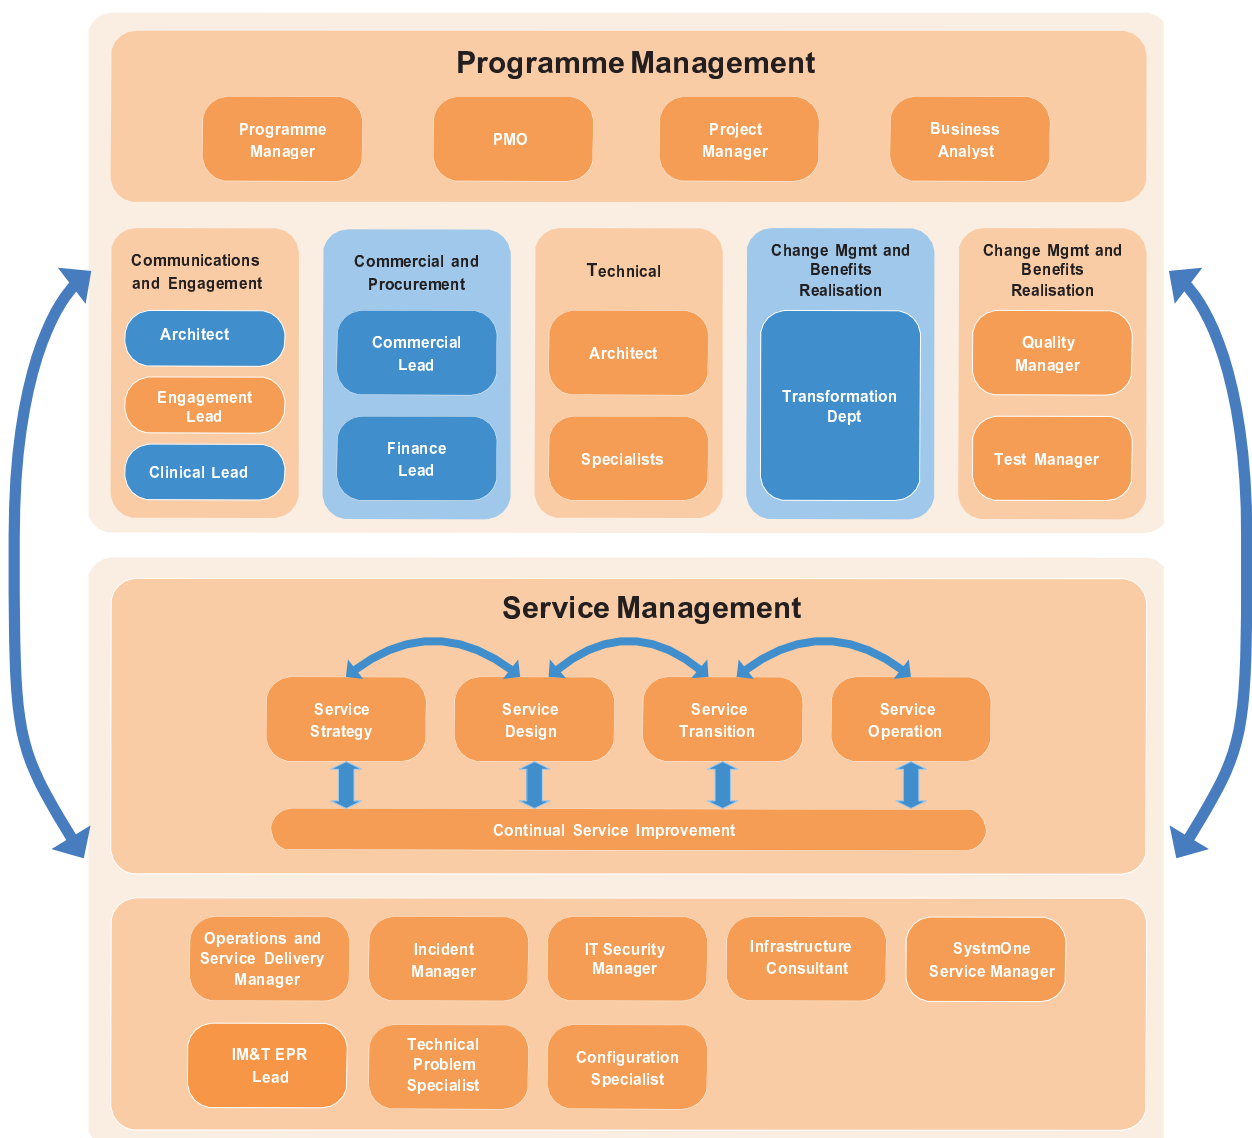 Programme Management
Programme
Manager
PMO
Project
Manager
Business
Analyst
Communications
and Engagement
Architect
Engagement
Lead
Clinical Lead
Commercial and
Procurement
Commercial
Lead
Finance
Lead
Technical
Architect
Specialists
Change Mgmt and
Benefits
Realisation
Transformation
Dept
Change Mgmt and
Benefits
Realisation
Quality
Manager
Test Manager
Service Management
Service
Strategy
Service
Design
Service
Transition
Service
Operation
Continual Service Improvement
Operations and
Service Delivery
Manager
Incident
Manager
IT Security
Manager
Infrastructure
Consultant
SystmOne
Service Manager
IM&T EPR
Lead
Technical
Problem
Specialist
Configuration
Specialist